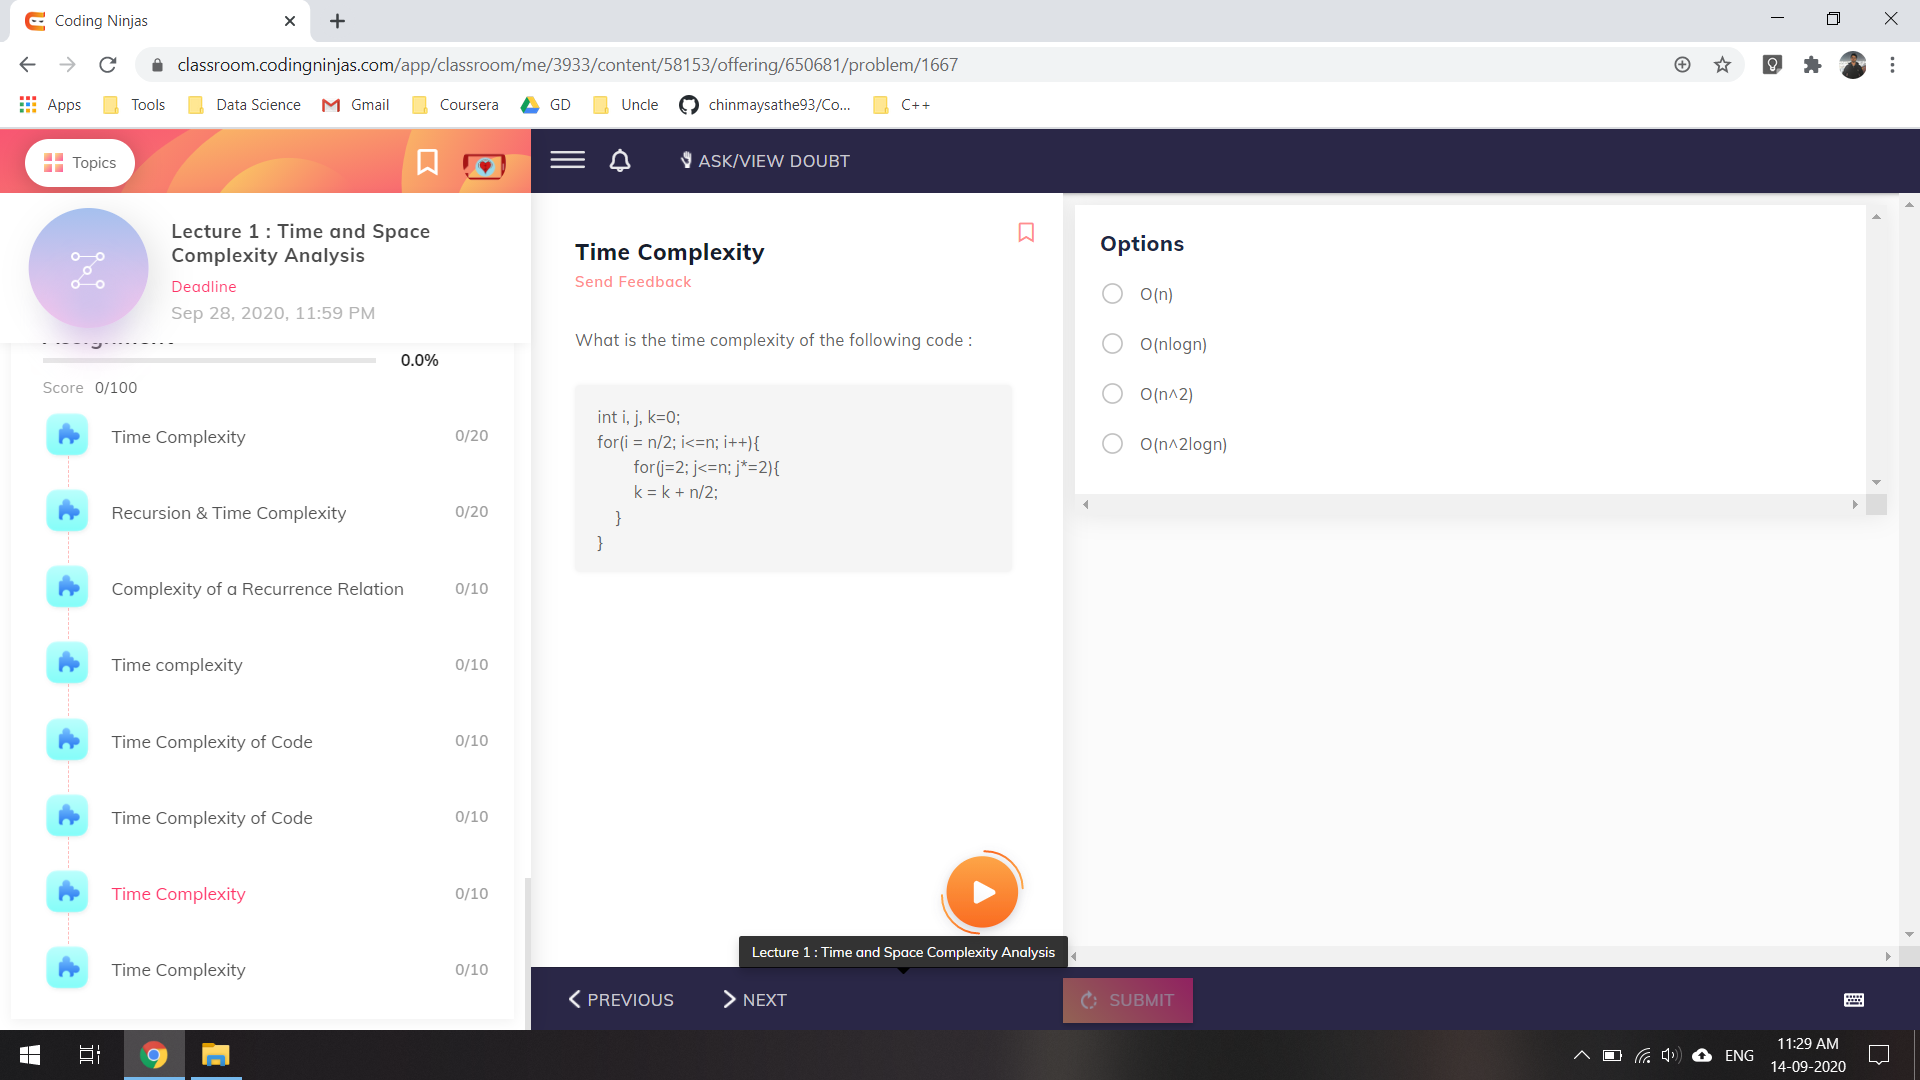 Coding Ninjas
classroom.codingninjas.com/app/classroom/me/3933/content/58153/offering/650681/problem/1667
Apps Tools Data Science Gmail Coursera GD Uncle chinmaysathe93/Co... C++
Topics
ASK/VIEW DOUBT
Lecture 1 : Time and Space
Complexity Analysis
Deadline
Sep 28, 2020, 11:59 PM
Assignment
0.0%
Score 0/100
Time Complexity 0/20
Recursion & Time Complexity 0/20
Complexity of a Recurrence Relation 0/10
Time complexity 0/10
Time Complexity of Code 0/10
Time Complexity of Code 0/10
Time Complexity 0/10
Time Complexity 0/10
Time Complexity
Send Feedback
What is the time complexity of the following code :
int i, j, k=0;
for(i = n/2; i<=n; i++){
for(j=2; j<=n; j*=2){
k = k + n/2;
}
}
Options
O(n)
O(nlogn)
O(n^2)
O(n^2logn)
Lecture 1 : Time and Space Complexity Analysis
PREVIOUS NEXT SUBMIT
ENG
11:29 AM
14-09-2020